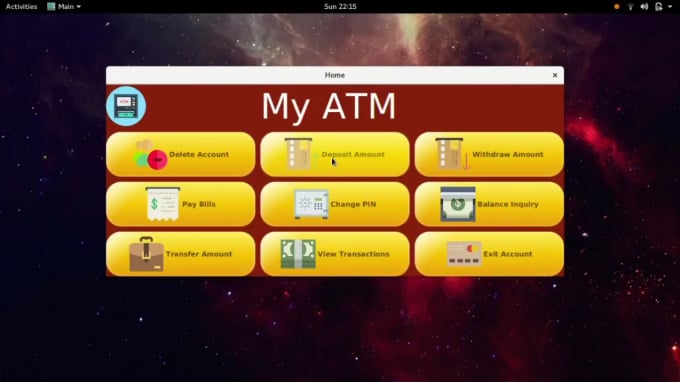 Activities Main Sun 22:15
Home
My ATM
Delete Account Deposit Amount Withdraw Amount
Pay Bills Change PIN Balance Inquiry
Transfer Amount View Transactions Exit Account